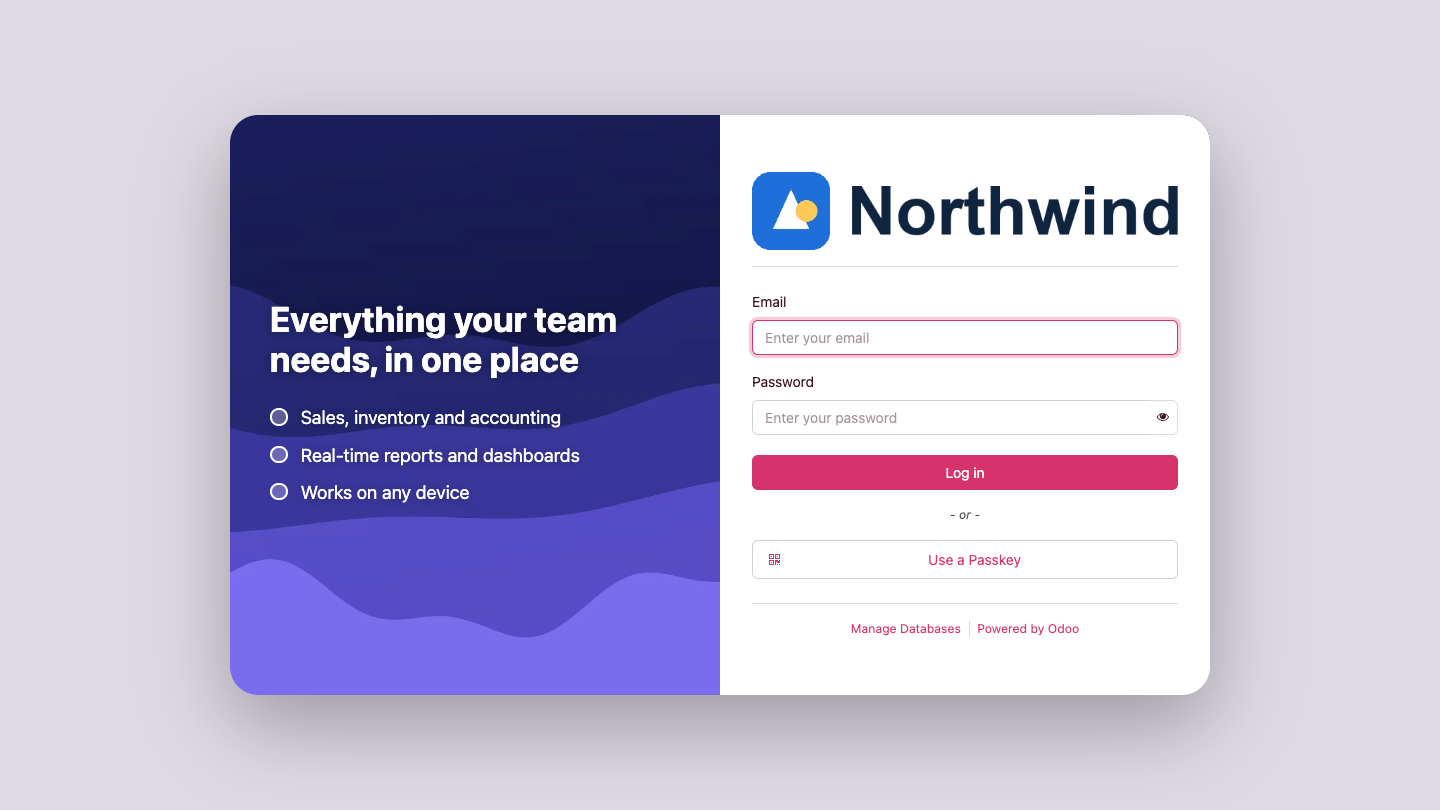 Everything your team
needs, in one place
Sales, inventory and accounting
Real-time reports and dashboards
Works on any device
Northwind
Email
Enter your email
Password
Enter your password
Log in
- or -
Use a Passkey
Manage Databases
Powered by Odoo